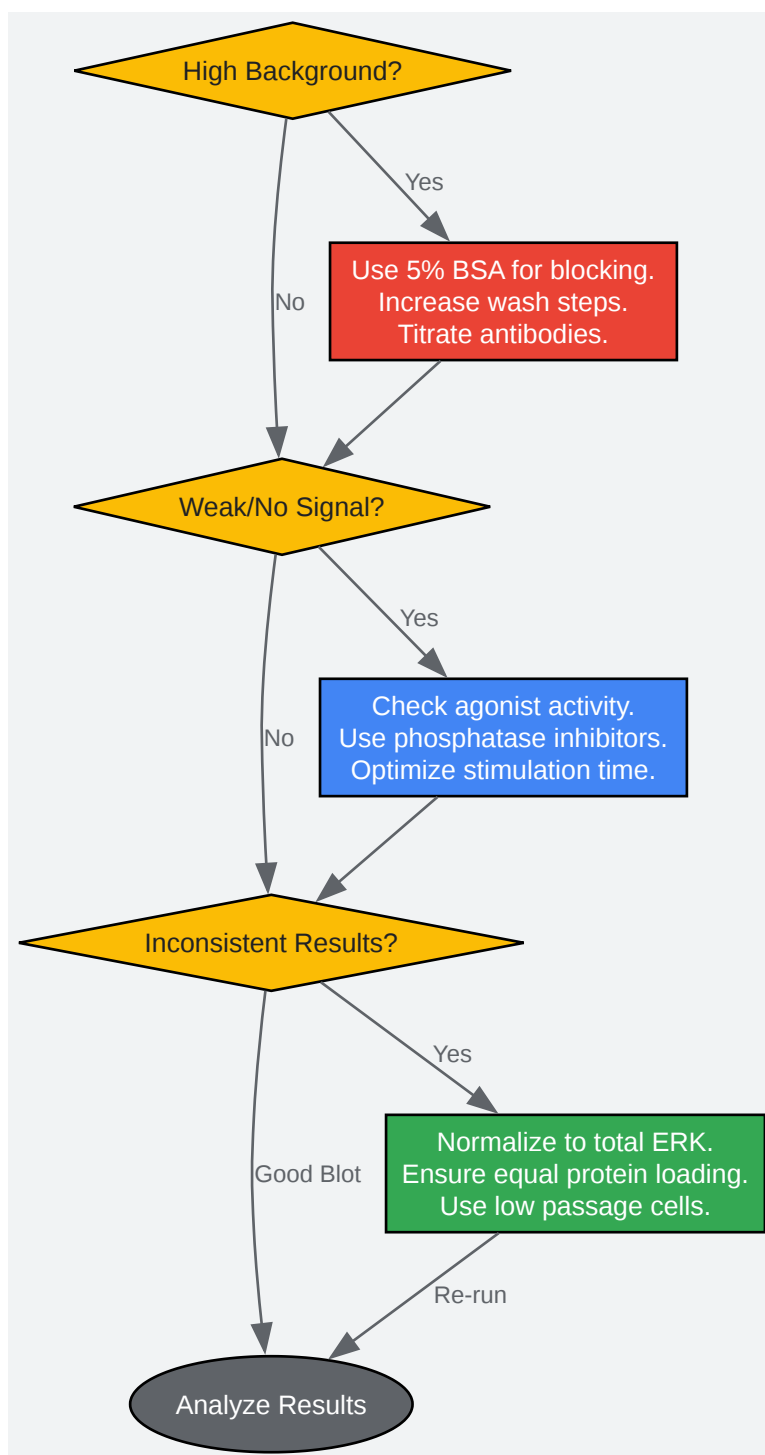 High Background?
Yes
Use 5% BSA for blocking.
Increase wash steps.
Titrate antibodies.
No
Weak/No Signal?
Yes
Check agonist activity.
Use phosphatase inhibitors.
Optimize stimulation time.
No
Inconsistent Results?
Yes
Normalize to total ERK.
Ensure equal protein loading.
Use low passage cells.
Good Blot
Re-run
Analyze Results